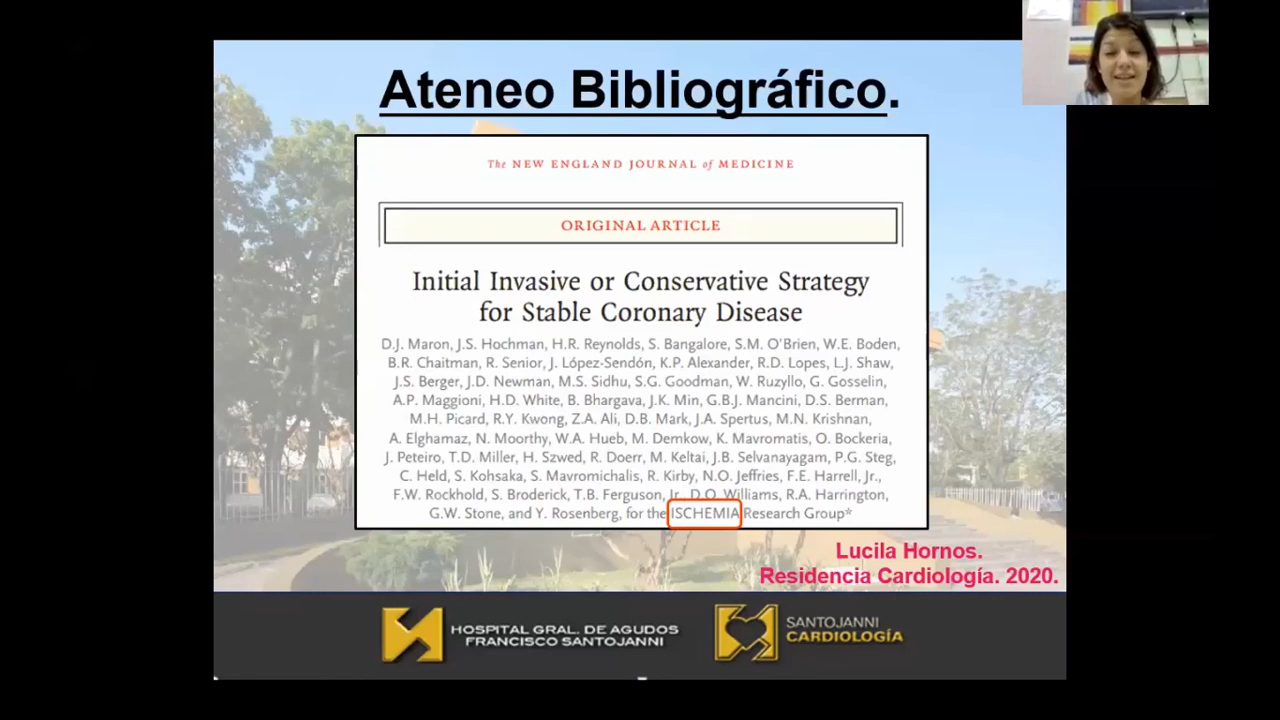 Ateneo Bibliográfico.
The NEW ENGLAND JOURNAL of MEDICINE
ORIGINAL ARTICLE
Initial Invasive or Conservative Strategy
for Stable Coronary Disease
D.J. Maron, J.S. Hochman, H.R. Reynolds, S. Bangalore, S.M. O'Brien, W.E. Boden,
B.R. Chaitman, R. Senior, J. López-Sendón, K.P. Alexander, R.D. Lopes, L.J. Shaw,
J.S. Berger, J.D. Newman, M.S. Sidhu, S.G. Goodman, W. Ruzyllo, G. Gosselin,
A.P. Maggioni, H.D. White, B. Bhargava, J.K. Min, G.B.J. Mancini, D.S. Berman,
M.H. Picard, R.Y. Kwong, Z.A. Ali, D.B. Mark, J.A. Spertus, M.N. Krishnan,
A. Elghamaz, N. Moorthy, W.A. Hueb, M. Demkow, K. Mavromatis, O. Bockeria,
J. Peteiro, T.D. Miller, H. Szwed, R. Doerr, M. Keltai, J.B. Selvanayagam, P.G. Steg,
C. Held, S. Kohsaka, S. Mavromichalis, R. Kirby, N.O. Jeffries, F.E. Harrell, Jr.,
F.W. Rockhold, S. Broderick, T.B. Ferguson, Jr., D.O. Williams, R.A. Harrington,
G.W. Stone, and Y. Rosenberg, for the ISCHEMIA Research Group*
Lucila Hornos.
Residencia Cardiología. 2020.
HOSPITAL GRAL. DE AGUDOS
FRANCISCO SANTOJANNI
SANTOJANNI
CARDIOLOGÍA